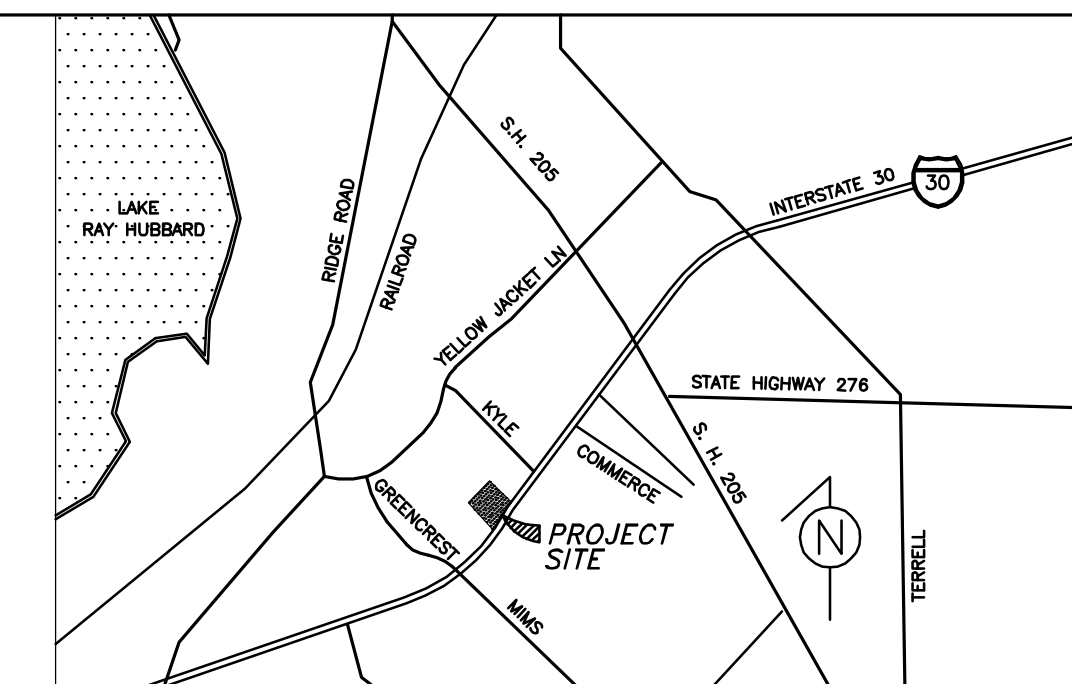 S.H. 205
INTERSTATE 30
30
LAKE
RAY HUBBARD
RIDGE ROAD
RAILROAD
YELLOW JACKET LN
STATE HIGHWAY 276
KYLE
S. H. 205
COMMERCE
GREENCREST
PROJECT
SITE
N
TERRELL
MIMS